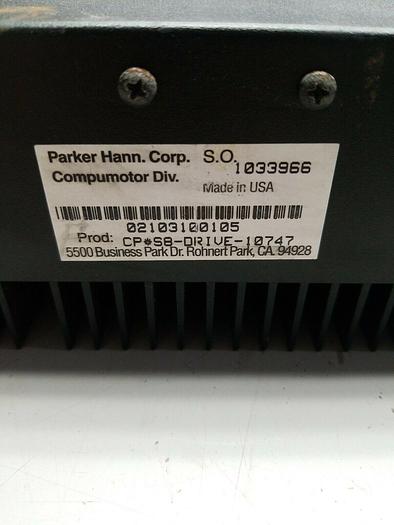 Parker Hann. Corp. S.O. 1033966
Compumotor Div. Made in USA
02103100105
Prod: CP*S8-DRIVE-10747
5500 Business Park Dr. Rohnert Park, CA 94928